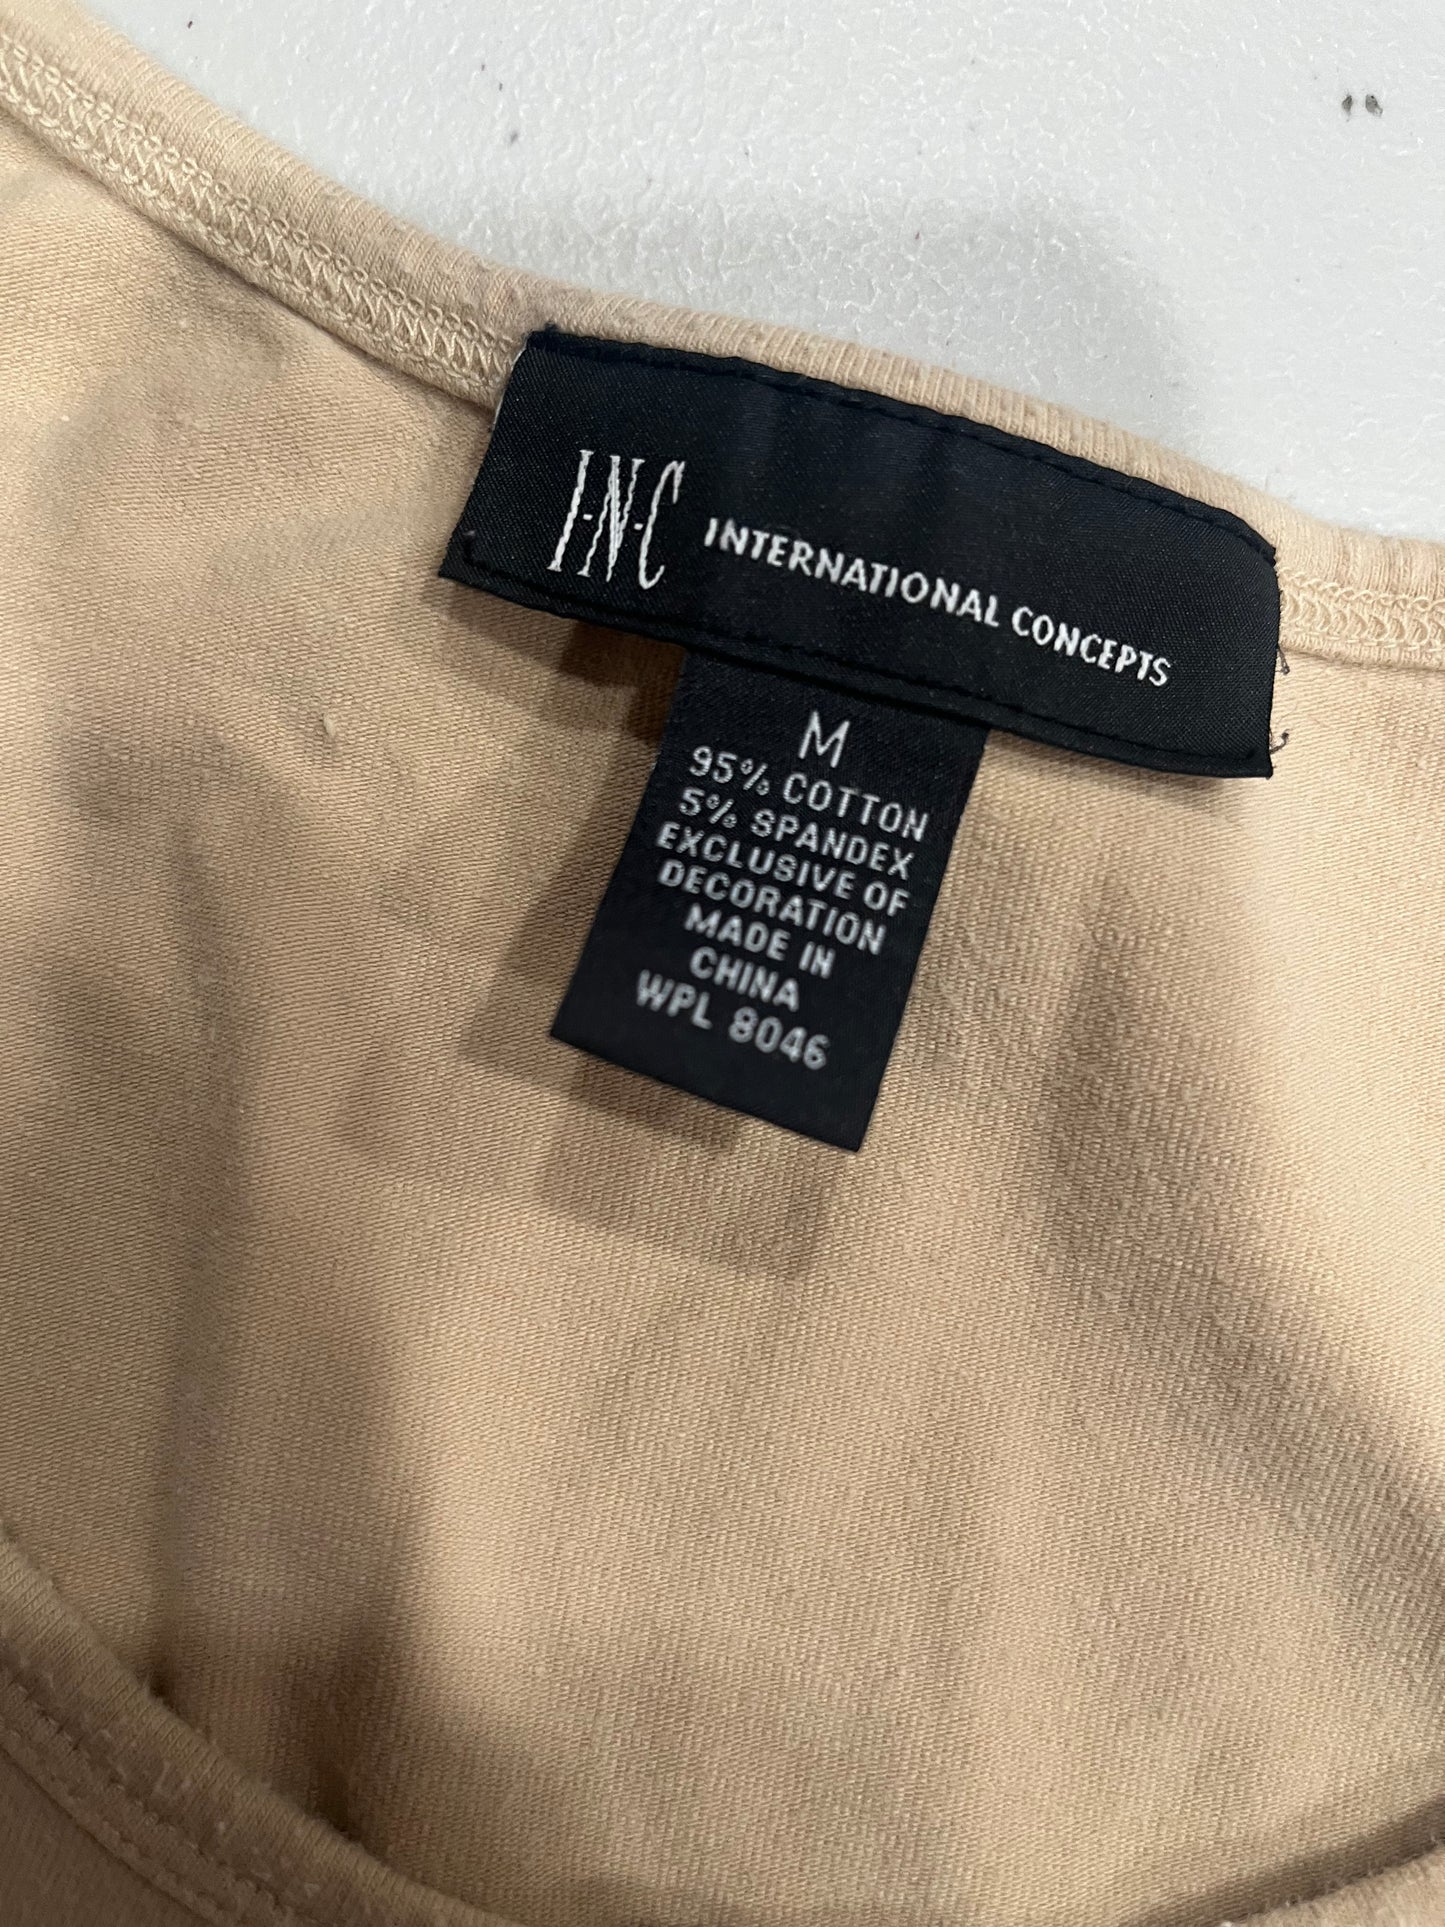 I·N·C INTERNATIONAL CONCEPTS
M
95% COTTON
5% SPANDEX
EXCLUSIVE OF
DECORATION
MADE IN
CHINA
WPL 8046